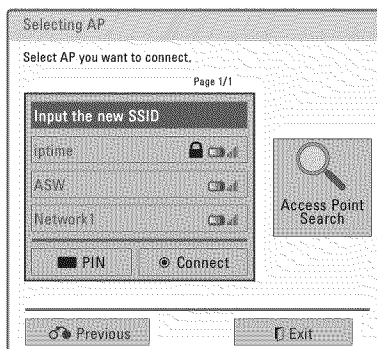 Selecting AP
Select AP you want to connect.
Page 1/1
Input the new SSID
iptime
ASW
Network1
Access Point
Search
PIN
Connect
Previous
Exit